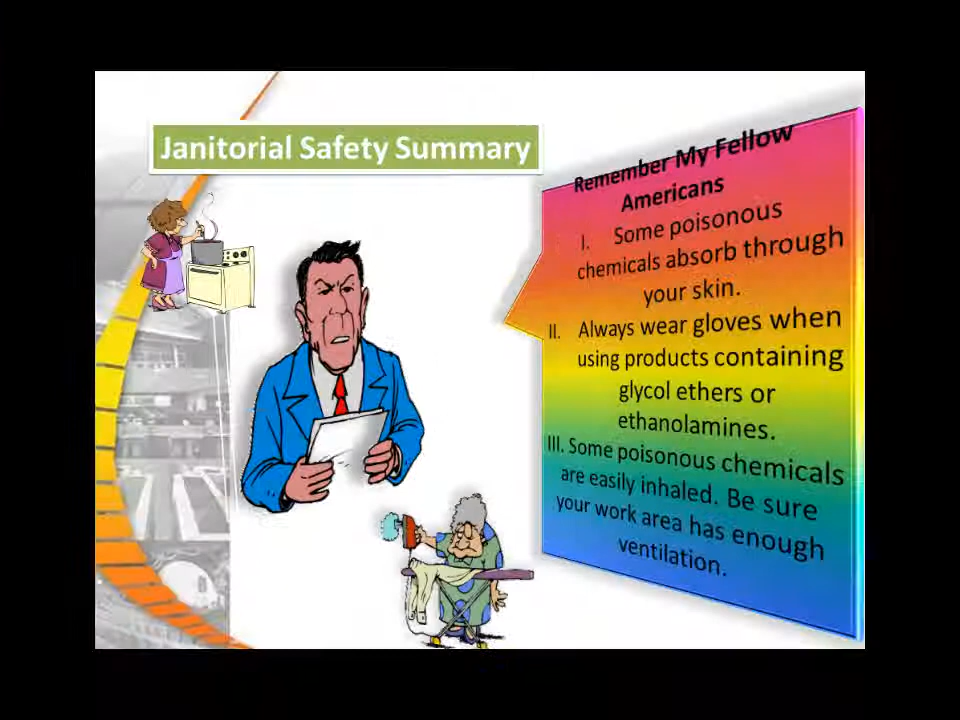 Janitorial Safety Summary
Remember My Fellow
Americans
I. Some poisonous
chemicals absorb through
your skin.
II. Always wear gloves when
using products containing
glycol ethers or
ethanolamines.
III. Some poisonous chemicals
are easily inhaled. Be sure
your work area has enough
ventilation.